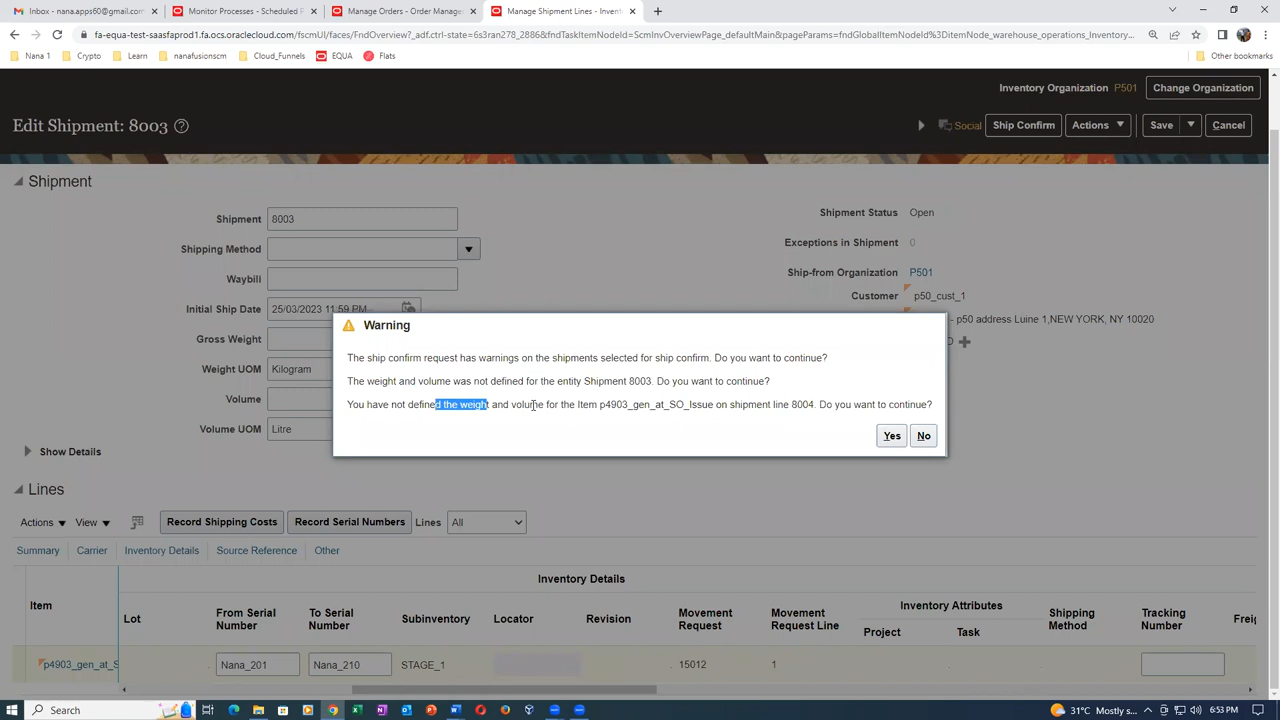 Inbox - nana.apps60@gmail.com
Monitor Processes - Scheduled P
Manage Orders - Order Managem
Manage Shipment Lines - Invento
fa-equa-test-saasfaprod1.fa.ocs.oraclecloud.com/fscmUI/faces/FndOverview?_adf.ctrl-state=6s3ran278_2886&fndTaskItemNodeId=ScmInvOverviewPage_defaultMain&pageParams=fndGlobalItemNodeId%3DitemNode_warehouse_operations_Inventory...
Nana 1 Crypto Learn nanafusionscm Cloud_Funnels EQUA Flats Other bookmarks
Inventory Organization P501 Change Organization
Edit Shipment: 8003 Social Ship Confirm Actions Save Cancel
Shipment
Shipment 8003
Shipping Method
Waybill
Initial Ship Date 25/03/2023 11:59 PM
Gross Weight
Weight UOM Kilogram
Volume
Volume UOM Litre
Show Details
Shipment Status Open
Exceptions in Shipment 0
Ship-from Organization P501
Customer p50_cust_1
- p50 address Luine 1,NEW YORK, NY 10020
Warning
The ship confirm request has warnings on the shipments selected for ship confirm. Do you want to continue?
The weight and volume was not defined for the entity Shipment 8003. Do you want to continue?
You have not defined the weight and volume for the Item p4903_gen_at_SO_Issue on shipment line 8004. Do you want to continue?
Yes No
Lines
Actions View Record Shipping Costs Record Serial Numbers Lines All
Summary Carrier Inventory Details Source Reference Other
Inventory Details
Item Lot From Serial Number To Serial Number Subinventory Locator Revision Movement Request Movement Request Line Inventory Attributes Project Task Shipping Method Tracking Number Freig
p4903_gen_at_S Nana_201 Nana_210 STAGE_1 15012 1
Search
31°C Mostly s... 6:53 PM